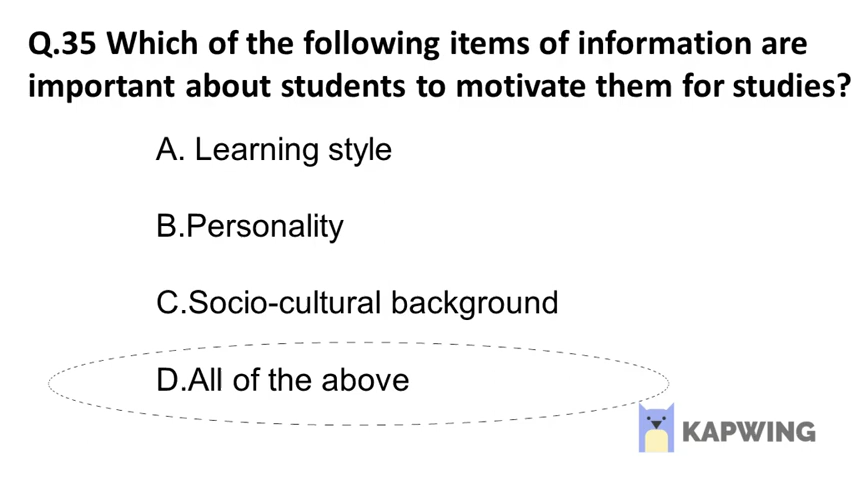 Q.35 Which of the following items of information are
important about students to motivate them for studies?
A. Learning style
B.Personality
C.Socio-cultural background
D.All of the above
KAPWING